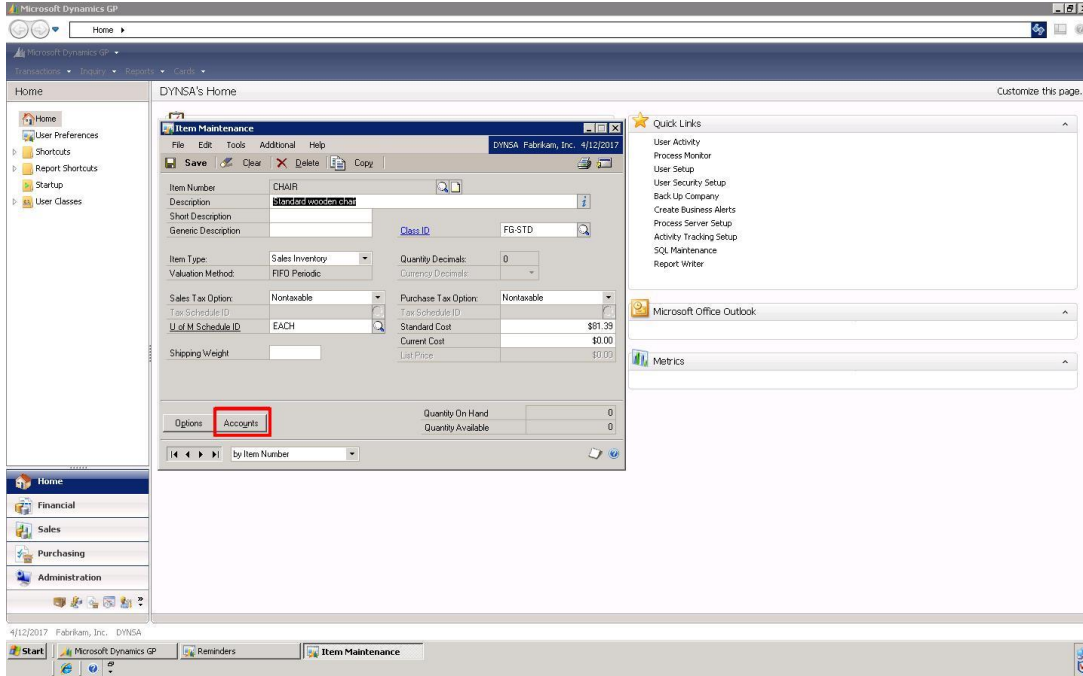 Microsoft Dynamics GP
Home
Microsoft Dynamics GP
Transactions Inquiry Reports Cards
Home
DYNSA's Home
Customize this page.
Home
User Preferences
Shortcuts
Report Shortcuts
Startup
User Classes
Item Maintenance
File Edit Tools Additional Help
DYNSA Fabrikam, Inc. 4/12/2017
Save Clear Delete Copy
Item Number CHAIR
Description Standard wooden chair
Short Description
Generic Description Class ID FG-STD
Item Type: Sales Inventory Quantity Decimals: 0
Valuation Method: FIFO Periodic Currency Decimals:
Sales Tax Option: Nontaxable Purchase Tax Option: Nontaxable
Tax Schedule ID Tax Schedule ID
U of M Schedule ID EACH Standard Cost $81.39
Current Cost $0.00
Shipping Weight List Price $0.00
Quantity On Hand 0
Options Accounts
Quantity Available 0
by Item Number
Quick Links
User Activity
Process Monitor
User Setup
User Security Setup
Back Up Company
Create Business Alerts
Process Server Setup
Activity Tracking Setup
SQL Maintenance
Report Writer
Microsoft Office Outlook
Metrics
Home
Financial
Sales
Purchasing
Administration
4/12/2017 Fabrikam, Inc. DYNSA
Start Microsoft Dynamics GP Reminders Item Maintenance